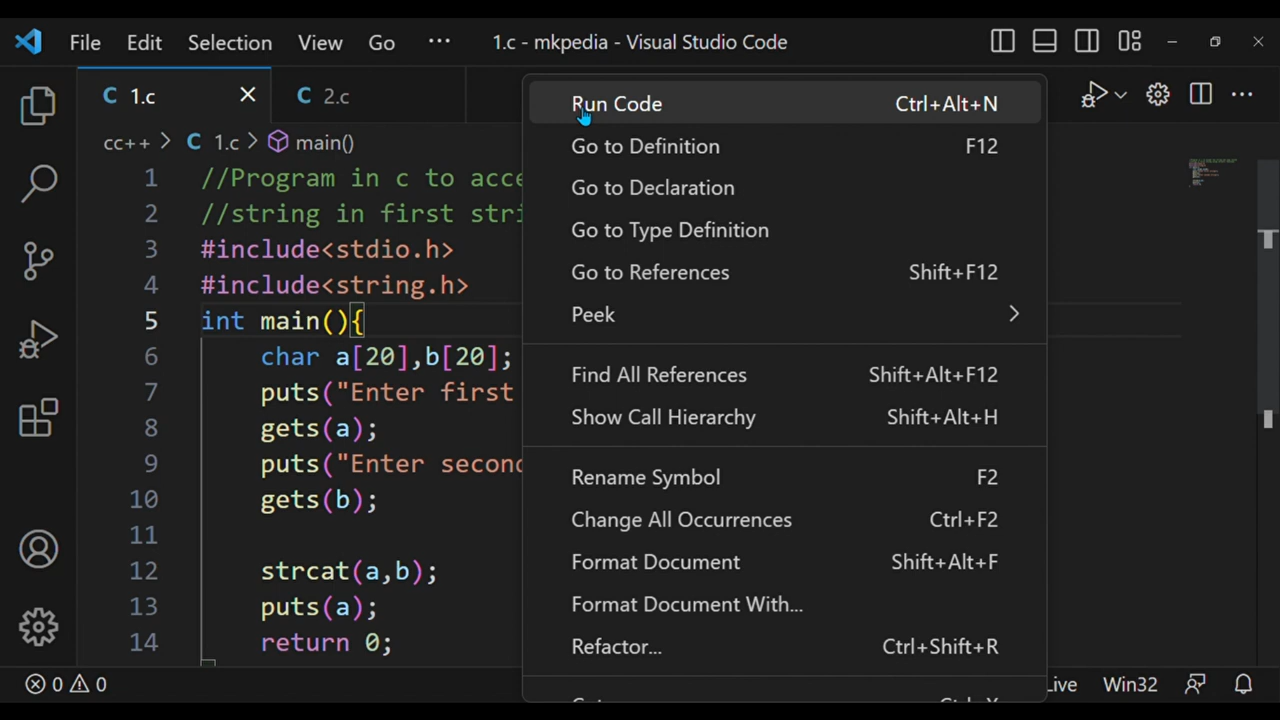 File Edit Selection View Go ··· 1.c - mkpedia - Visual Studio Code
C 1.c C 2.c
cc++ > C 1.c > main()
1 //Program in c to acce
2 //string in first stri
3 #include<stdio.h>
4 #include<string.h>
5 int main(){
6 char a[20],b[20];
7 puts("Enter first
8 gets(a);
9 puts("Enter second
10 gets(b);
11
12 strcat(a,b);
13 puts(a);
14 return 0;
Run Code Ctrl+Alt+N
Go to Definition F12
Go to Declaration
Go to Type Definition
Go to References Shift+F12
Peek
Find All References Shift+Alt+F12
Show Call Hierarchy Shift+Alt+H
Rename Symbol F2
Change All Occurrences Ctrl+F2
Format Document Shift+Alt+F
Format Document With...
Refactor... Ctrl+Shift+R
0 0 Live Win32